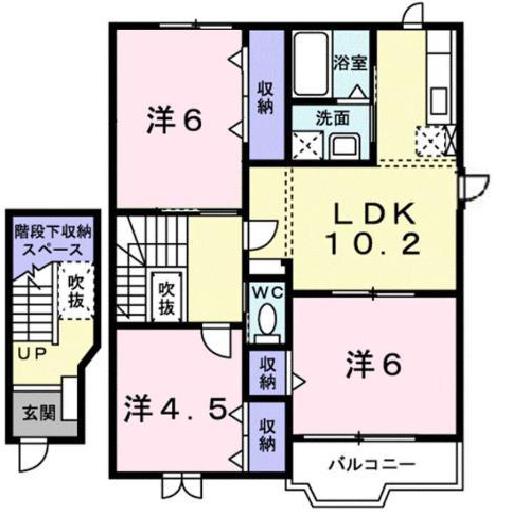 浴室
収納
洋6
洗面
LDK
10.2
階段下収納
スペース
吹抜
吹抜
WC
UP
洋6
収納
洋4.5
玄関
収納
バルコニー